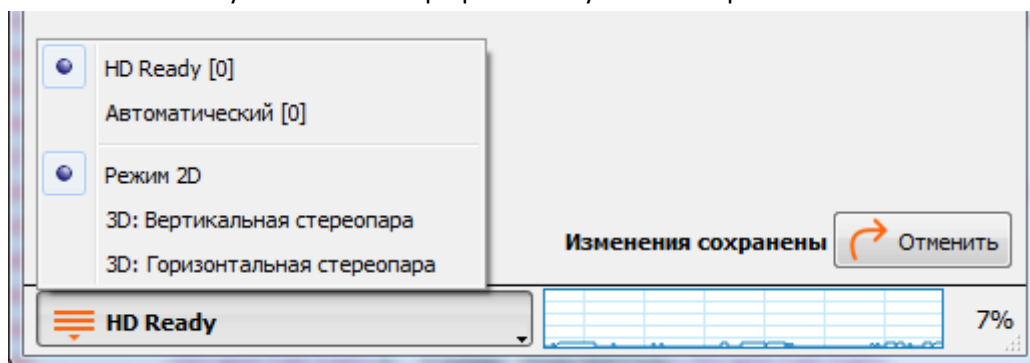 HD Ready [0]
Автоматический [0]
Режим 2D
3D: Вертикальная стереопара
3D: Горизонтальная стереопара
Изменения сохранены
Отменить
HD Ready
7%